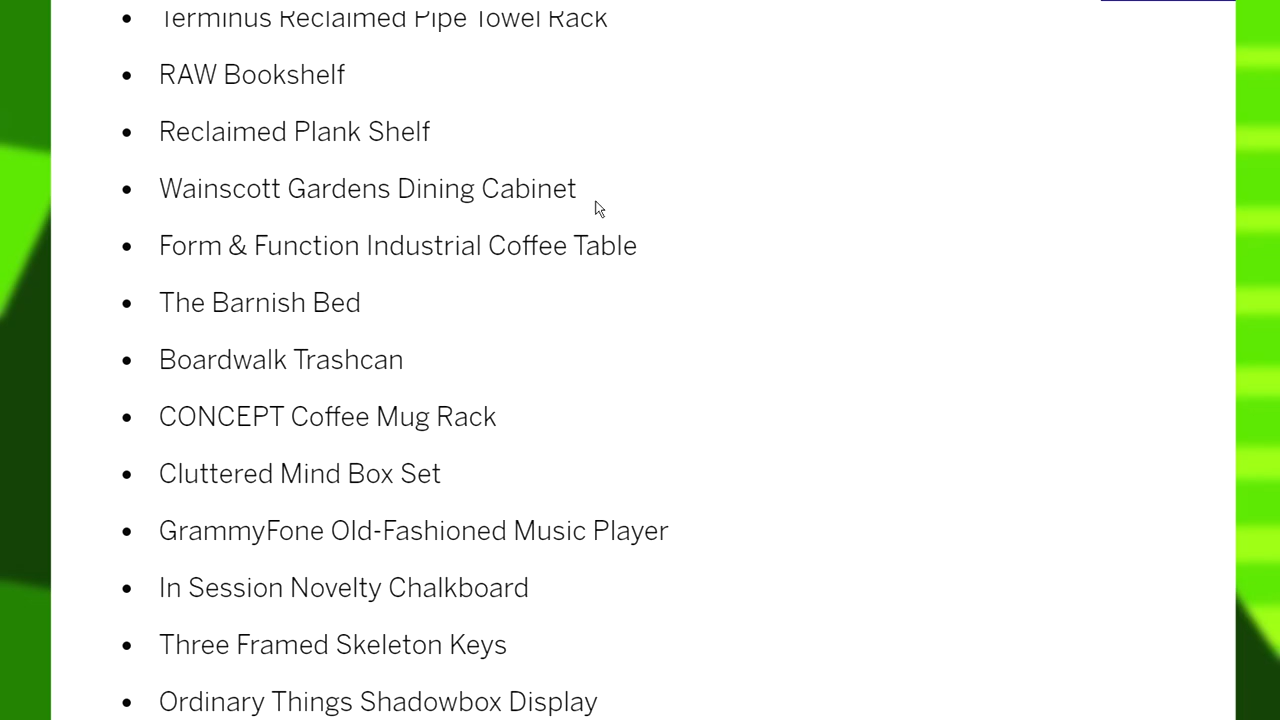 Terminus Reclaimed Pipe Towel Rack
RAW Bookshelf
Reclaimed Plank Shelf
Wainscott Gardens Dining Cabinet
Form & Function Industrial Coffee Table
The Barnish Bed
Boardwalk Trashcan
CONCEPT Coffee Mug Rack
Cluttered Mind Box Set
GrammyFone Old-Fashioned Music Player
In Session Novelty Chalkboard
Three Framed Skeleton Keys
Ordinary Things Shadowbox Display